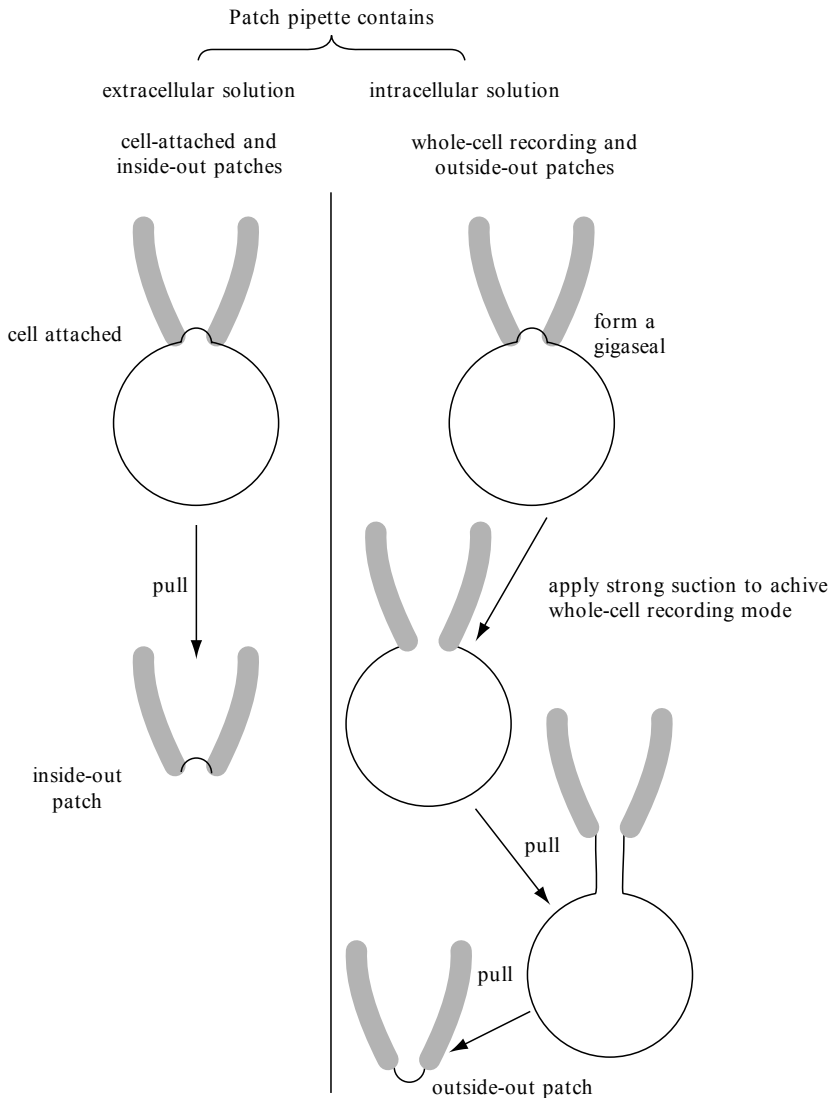 Patch pipette contains
extracellular solution
intracellular solution
cell-attached and
inside-out patches
whole-cell recording and
outside-out patches
cell attached
form a
gigaseal
pull
apply strong suction to achive
whole-cell recording mode
inside-out
patch
pull
pull
outside-out patch